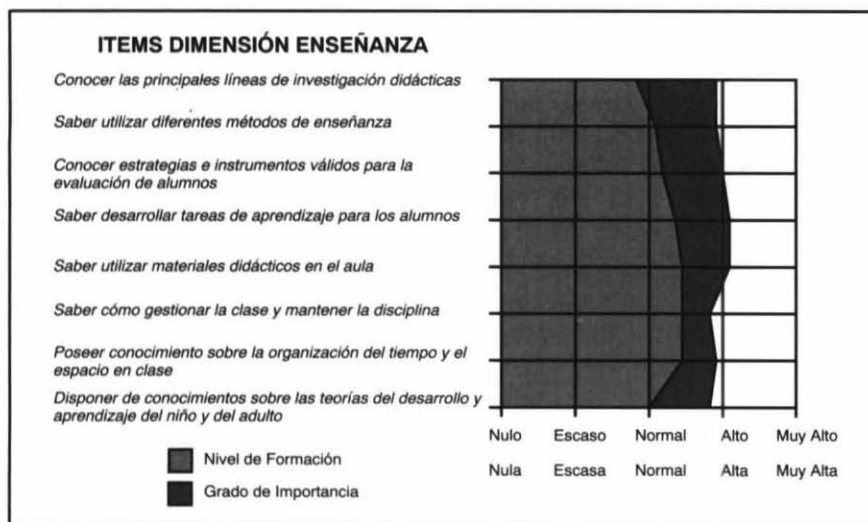 ITEMS DIMENSIÓN ENSEÑANZA
Conocer las principales líneas de investigación didácticas
Saber utilizar diferentes métodos de enseñanza
Conocer estrategias e instrumentos válidos para la
evaluación de alumnos
Saber desarrollar tareas de aprendizaje para los alumnos
Saber utilizar materiales didácticos en el aula
Saber cómo gestionar la clase y mantener la disciplina
Poseer conocimiento sobre la organización del tiempo y el
espacio en clase
Disponer de conocimientos sobre las teorías del desarrollo y
aprendizaje del niño y del adulto
Nulo Escaso Normal Alto Muy Alto
Nula Escasa Normal Alta Muy Alta
Nivel de Formación
Grado de Importancia